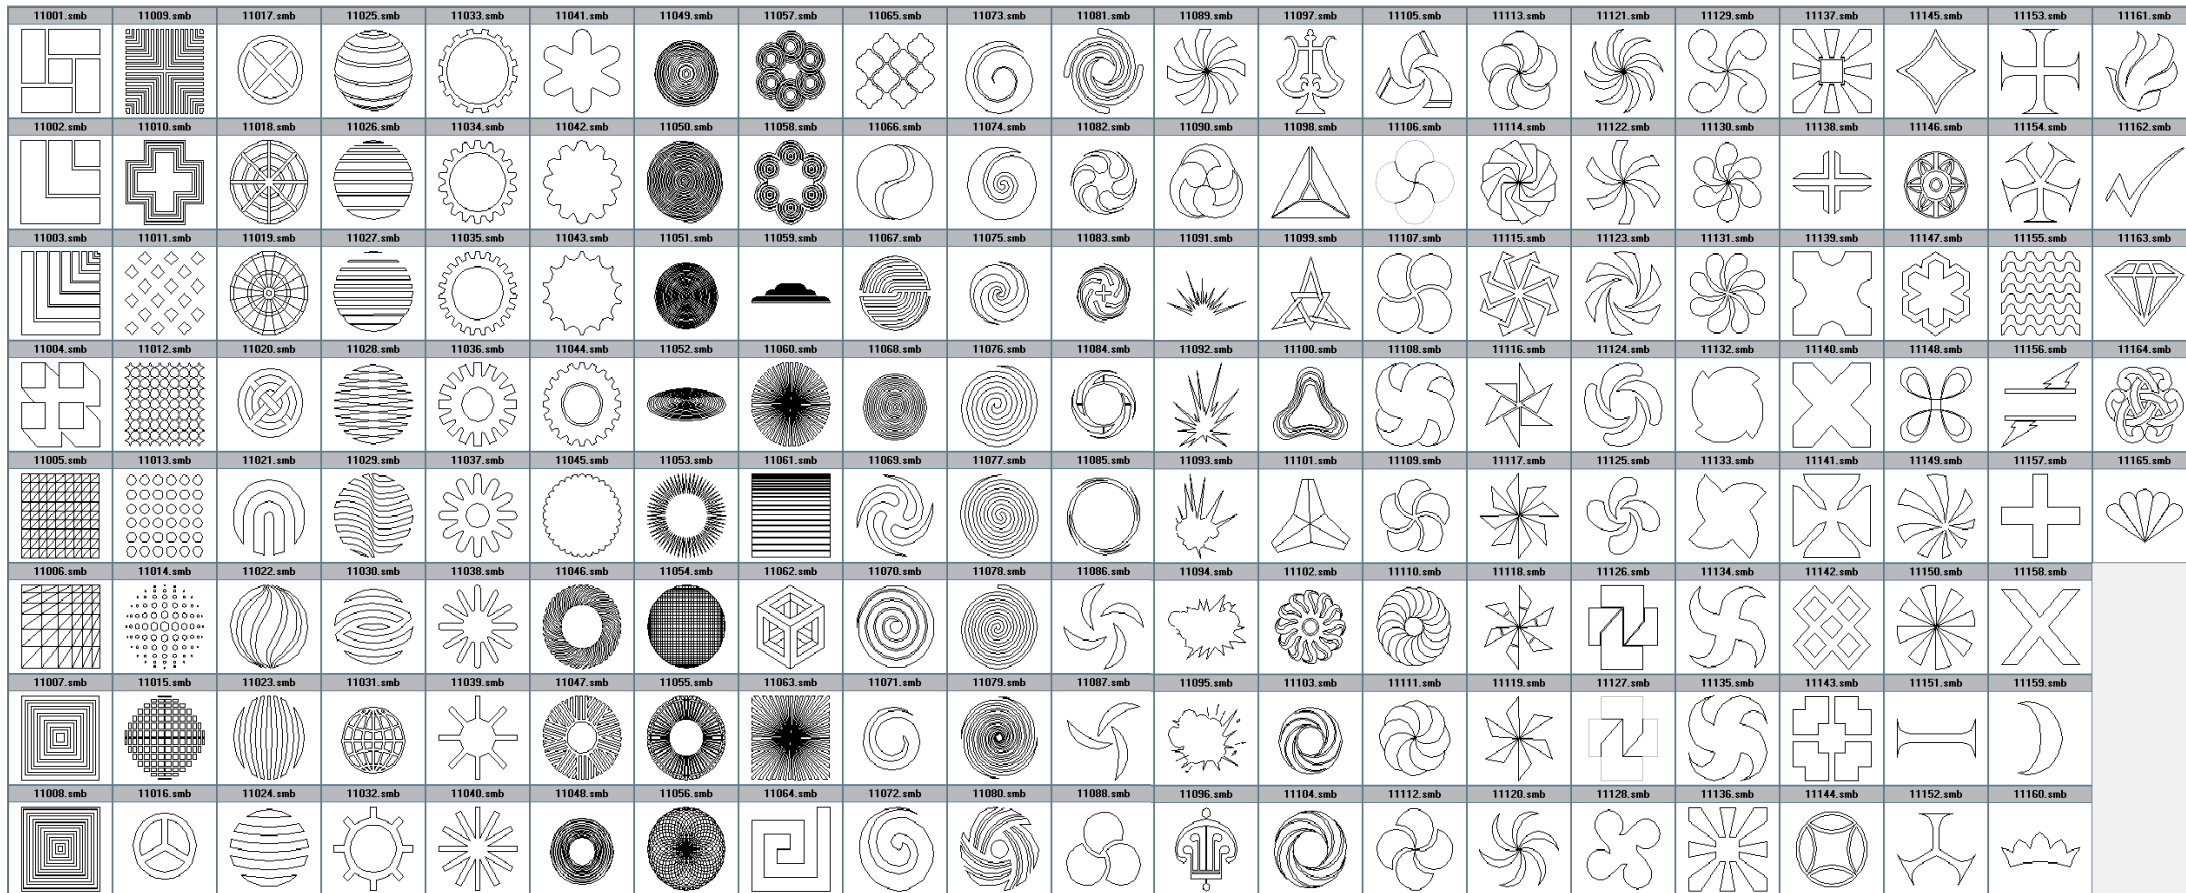 11001.smb 11009.smb 11017.smb 11025.smb 11033.smb 11041.smb 11049.smb 11057.smb 11065.smb 11073.smb 11081.smb 11089.smb 11097.smb 11105.smb 11113.smb 11121.smb 11129.smb 11137.smb 11145.smb 11153.smb 11161.smb
11002.smb 11010.smb 11018.smb 11026.smb 11034.smb 11042.smb 11050.smb 11058.smb 11066.smb 11074.smb 11082.smb 11090.smb 11098.smb 11106.smb 11114.smb 11122.smb 11130.smb 11138.smb 11146.smb 11154.smb 11162.smb
11003.smb 11011.smb 11019.smb 11027.smb 11035.smb 11043.smb 11051.smb 11059.smb 11067.smb 11075.smb 11083.smb 11091.smb 11099.smb 11107.smb 11115.smb 11123.smb 11131.smb 11139.smb 11147.smb 11155.smb 11163.smb
11004.smb 11012.smb 11020.smb 11028.smb 11036.smb 11044.smb 11052.smb 11060.smb 11068.smb 11076.smb 11084.smb 11092.smb 11100.smb 11108.smb 11116.smb 11124.smb 11132.smb 11140.smb 11148.smb 11156.smb 11164.smb
11005.smb 11013.smb 11021.smb 11029.smb 11037.smb 11045.smb 11053.smb 11061.smb 11069.smb 11077.smb 11085.smb 11093.smb 11101.smb 11109.smb 11117.smb 11125.smb 11133.smb 11141.smb 11149.smb 11157.smb 11165.smb
11006.smb 11014.smb 11022.smb 11030.smb 11038.smb 11046.smb 11054.smb 11062.smb 11070.smb 11078.smb 11086.smb 11094.smb 11102.smb 11110.smb 11118.smb 11126.smb 11134.smb 11142.smb 11150.smb 11158.smb
11007.smb 11015.smb 11023.smb 11031.smb 11039.smb 11047.smb 11055.smb 11063.smb 11071.smb 11079.smb 11087.smb 11095.smb 11103.smb 11111.smb 11119.smb 11127.smb 11135.smb 11143.smb 11151.smb 11159.smb
11008.smb 11016.smb 11024.smb 11032.smb 11040.smb 11048.smb 11056.smb 11064.smb 11072.smb 11080.smb 11088.smb 11096.smb 11104.smb 11112.smb 11120.smb 11128.smb 11136.smb 11144.smb 11152.smb 11160.smb